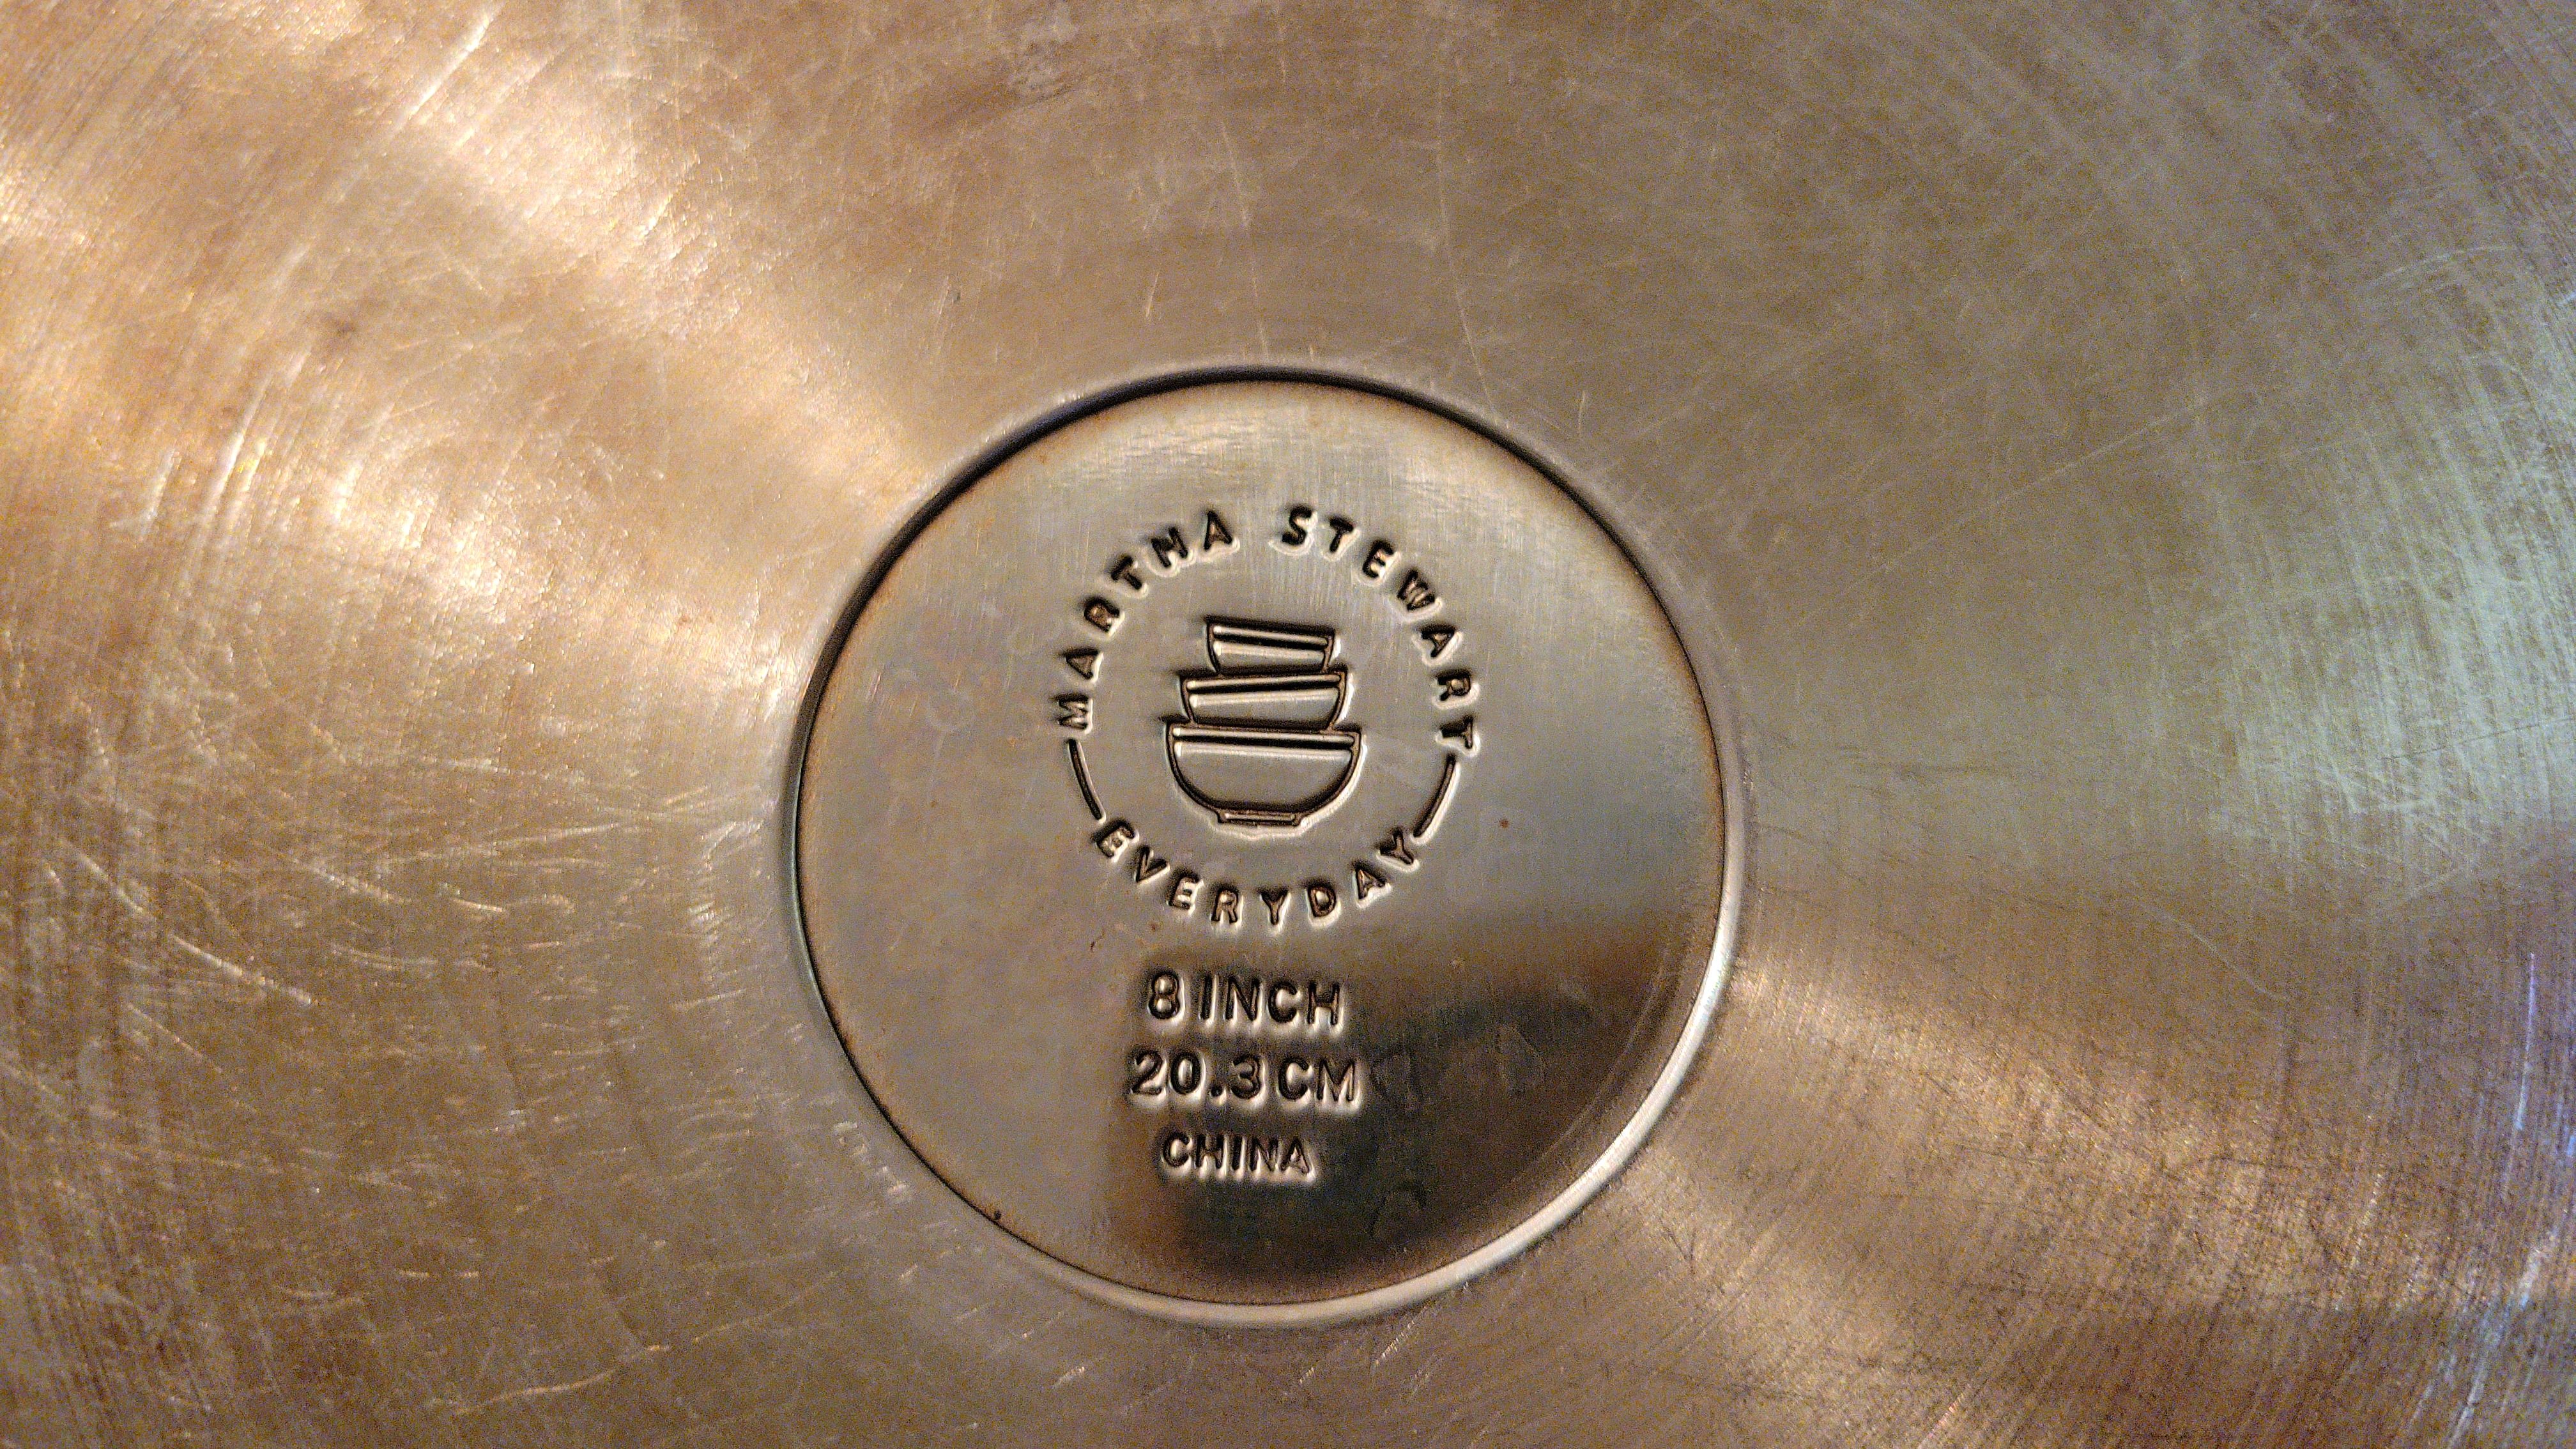 MARTHA STEWART
EVERYDAY
8 INCH
20.3 CM
CHINA